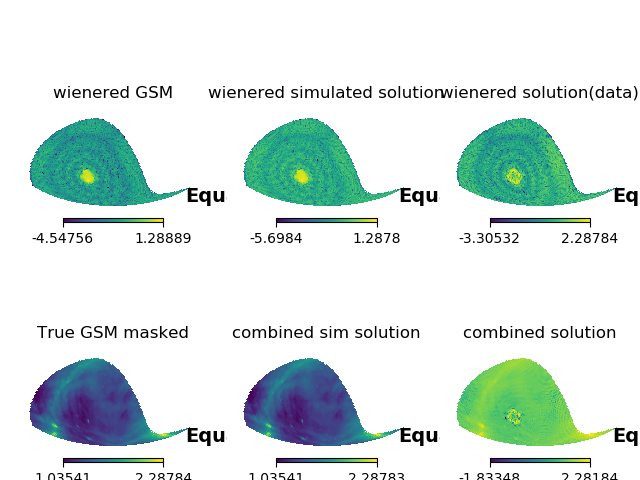 wienered GSM
wienered simulated solution
wienered solution(data)
Equ
Equ
Eq
-4.54756 1.28889
-5.6984 1.2878
-3.30532 2.28784
True GSM masked
combined sim solution
combined solution
Equ
Equ
Eq
1.03541 2.28784
1.03541 2.28783
-1.83348 2.28184